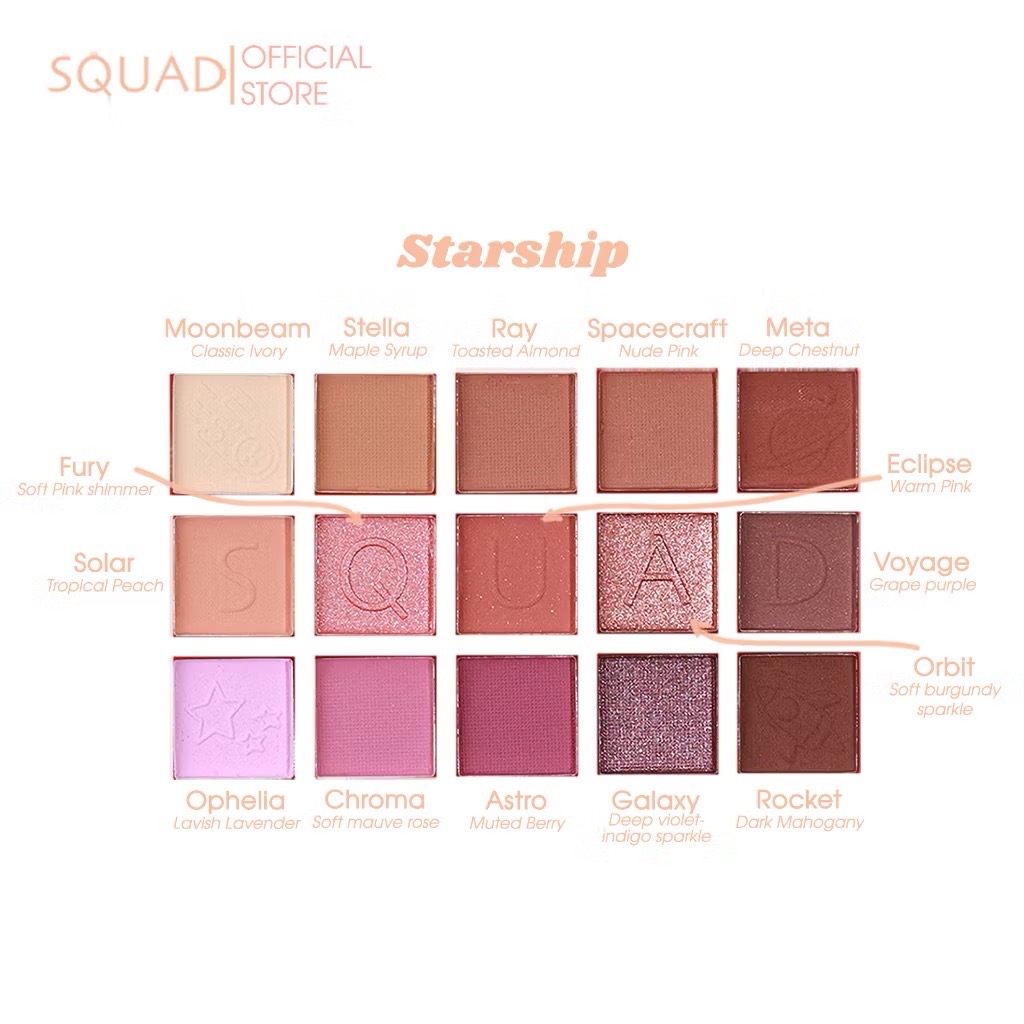 SQUAD
OFFICIAL
STORE
Starship
Moonbeam
Classic Ivory
Stella
Maple Syrup
Ray
Toasted Almond
Spacecraft
Nude Pink
Meta
Deep Chestnut
Fury
Soft Pink shimmer
Eclipse
Warm Pink
Solar
Tropical Peach
S
Q
U
A
D
Voyage
Grape purple
Orbit
Soft burgundy
sparkle
Ophelia
Lavish Lavender
Chroma
Soft mauve rose
Astro
Muted Berry
Galaxy
Deep violet-
indigo sparkle
Rocket
Dark Mahogany